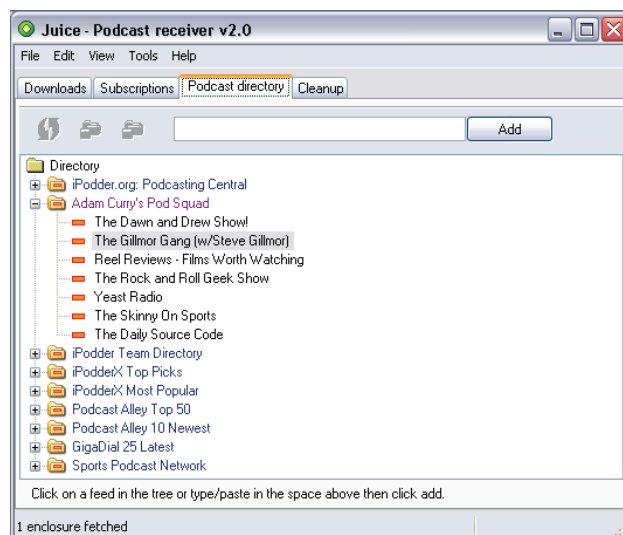 Juice - Podcast receiver v2.0
File Edit View Tools Help
Downloads Subscriptions Podcast directory Cleanup
Add
Directory
iPodder.org: Podcasting Central
Adam Curry's Pod Squad
The Dawn and Drew Show!
The Gillmor Gang (w/Steve Gillmor)
Reel Reviews - Films Worth Watching
The Rock and Roll Geek Show
Yeast Radio
The Skinny On Sports
The Daily Source Code
iPodder Team Directory
iPodderX Top Picks
iPodderX Most Popular
Podcast Alley Top 50
Podcast Alley 10 Newest
GigaDial 25 Latest
Sports Podcast Network
Click on a feed in the tree or type/paste in the space above then click add.
1 enclosure fetched